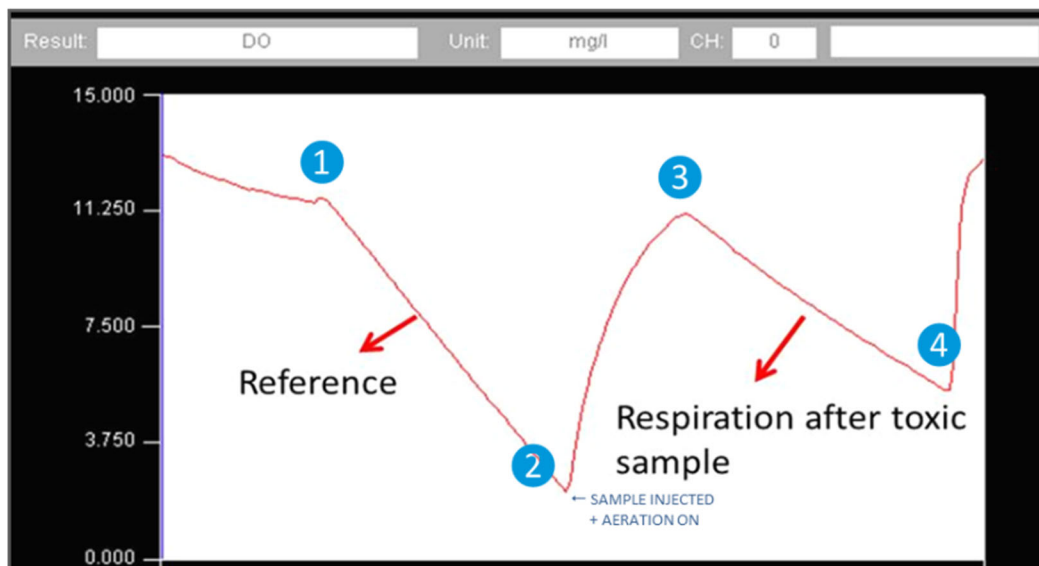 Result: DO Unit: mg/l CH: 0
15.000
11.250
7.500
3.750
0.000
1
3
4
2
Reference
Respiration after toxic
sample
← SAMPLE INJECTED
+ AERATION ON